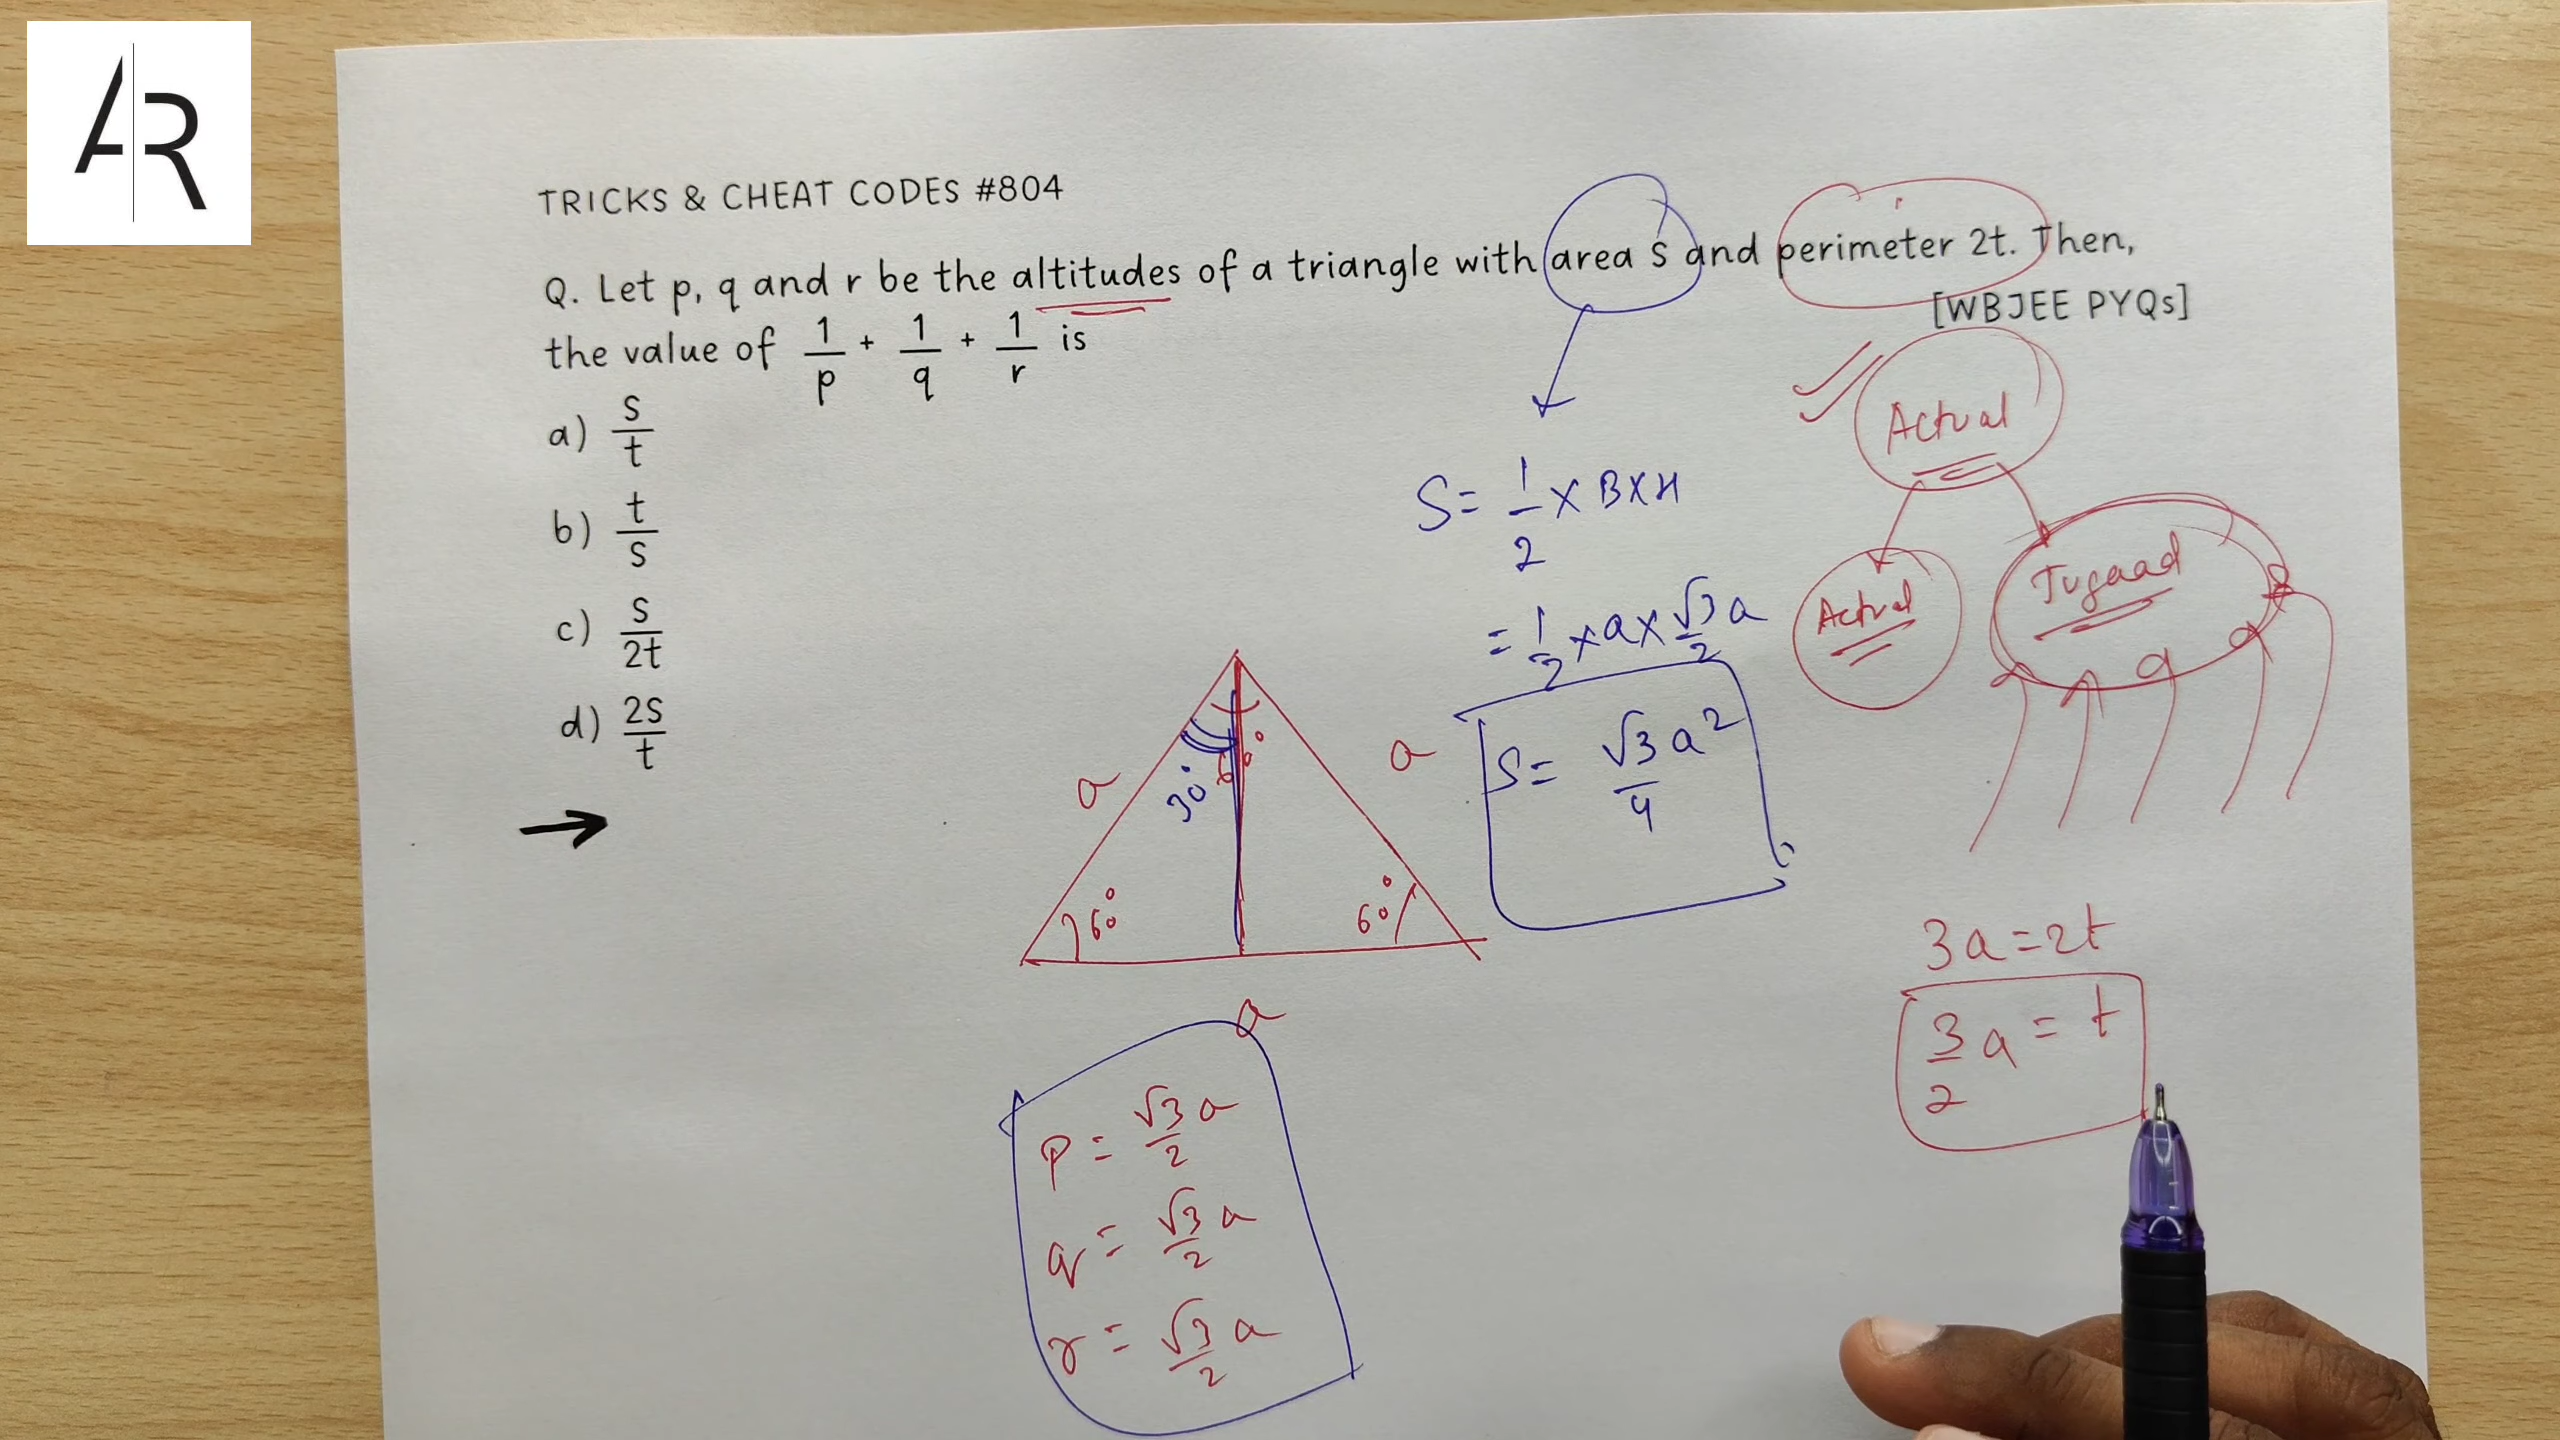 AR
TRICKS & CHEAT CODES #804
Q. Let p, q and r be the altitudes of a triangle with area s and perimeter 2t. Then,
the value of 1/p + 1/q + 1/r is
[WBJEE PYQs]
a) s/t
b) t/s
c) s/2t
d) 2s/t
→
Actual
Actual
Jugaad
S = 1/2 × B × H
= 1/2 × a × √3/2 a
S = √3/4 a²
a
a
30°
60°
60°
60°
a
p = √3/2 a
q = √3/2 a
r = √3/2 a
3a = 2t
3/2 a = t